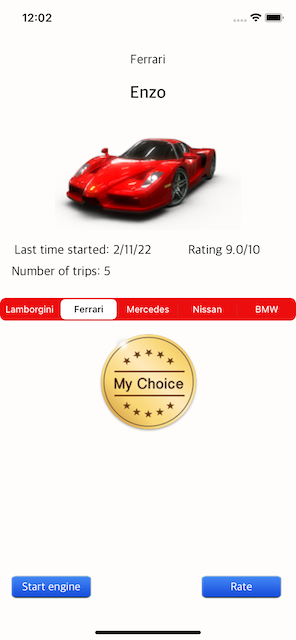 12:02
Ferrari
Enzo
Last time started: 2/11/22 Rating 9.0/10
Number of trips: 5
Lamborgini Ferrari Mercedes Nissan BMW
My Choice
Start engine Rate